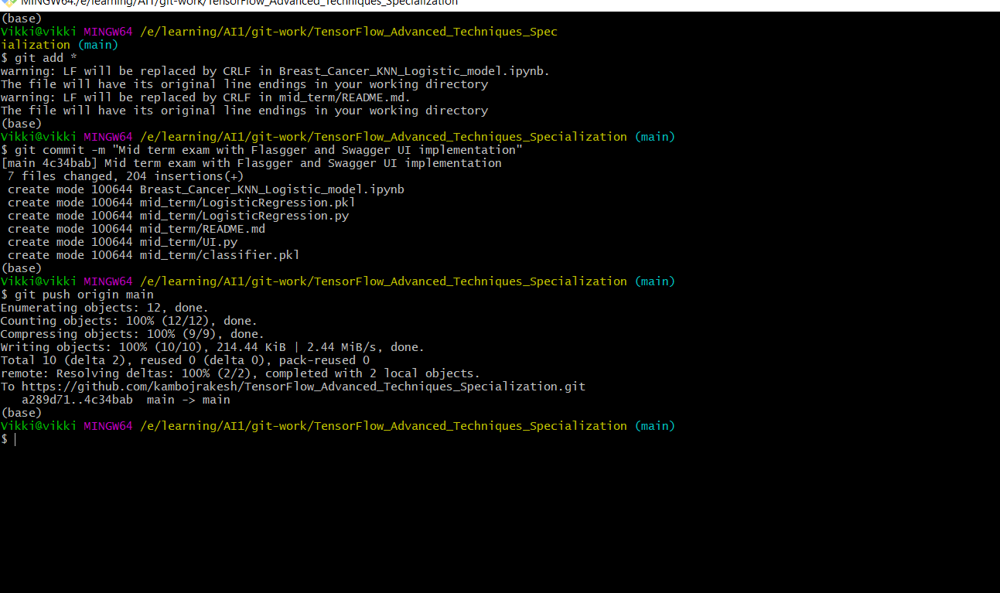 MINGW64:/e/learning/AI1/git-work/TensorFlow_Advanced_Techniques_Specialization
(base)
Vikki@vikki MINGW64 /e/learning/AI1/git-work/TensorFlow_Advanced_Techniques_Spec
ialization (main)
$ git add *
warning: LF will be replaced by CRLF in Breast_Cancer_KNN_Logistic_model.ipynb.
The file will have its original line endings in your working directory
warning: LF will be replaced by CRLF in mid_term/README.md.
The file will have its original line endings in your working directory
(base)
Vikki@vikki MINGW64 /e/learning/AI1/git-work/TensorFlow_Advanced_Techniques_Specialization (main)
$ git commit -m "Mid term exam with Flasgger and Swagger UI implementation"
[main 4c34bab] Mid term exam with Flasgger and Swagger UI implementation
 7 files changed, 204 insertions(+)
 create mode 100644 Breast_Cancer_KNN_Logistic_model.ipynb
 create mode 100644 mid_term/LogisticRegression.pkl
 create mode 100644 mid_term/LogisticRegression.py
 create mode 100644 mid_term/README.md
 create mode 100644 mid_term/UI.py
 create mode 100644 mid_term/classifier.pkl
(base)
Vikki@vikki MINGW64 /e/learning/AI1/git-work/TensorFlow_Advanced_Techniques_Specialization (main)
$ git push origin main
Enumerating objects: 12, done.
Counting objects: 100% (12/12), done.
Compressing objects: 100% (9/9), done.
Writing objects: 100% (10/10), 214.44 KiB | 2.44 MiB/s, done.
Total 10 (delta 2), reused 0 (delta 0), pack-reused 0
remote: Resolving deltas: 100% (2/2), completed with 2 local objects.
To https://github.com/kambojrakesh/TensorFlow_Advanced_Techniques_Specialization.git
   a289d71..4c34bab  main -> main
(base)
Vikki@vikki MINGW64 /e/learning/AI1/git-work/TensorFlow_Advanced_Techniques_Specialization (main)
$